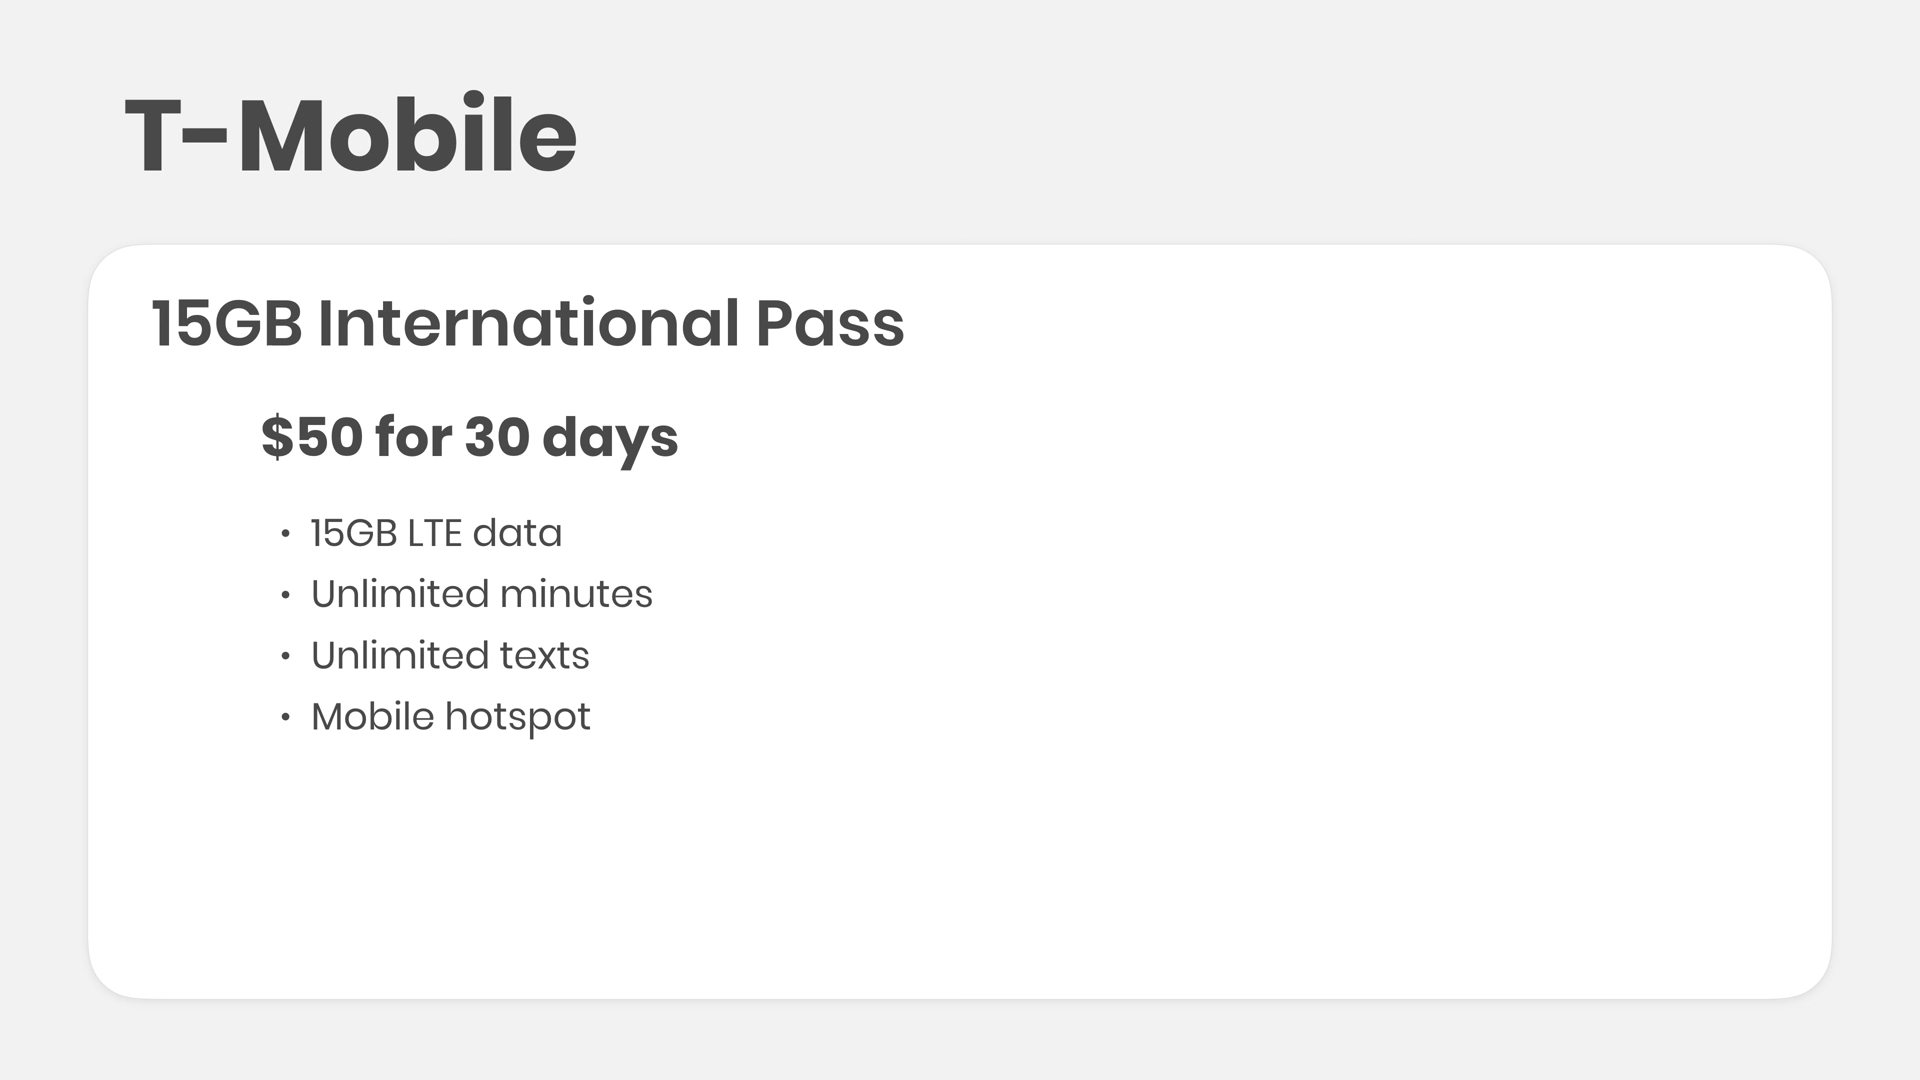 T-Mobile
15GB International Pass
$50 for 30 days
• 15GB LTE data
• Unlimited minutes
• Unlimited texts
• Mobile hotspot